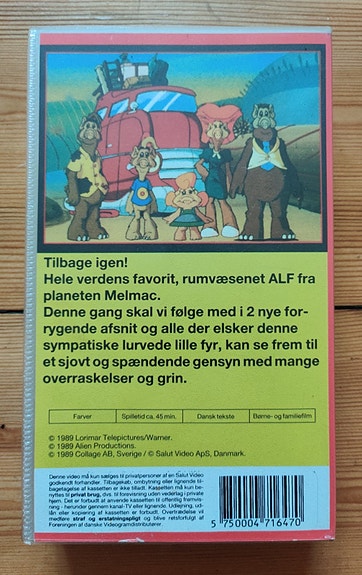 Tilbage igen!
Hele verdens favorit, rumvæsenet ALF fra
planeten Melmac.
Denne gang skal vi følge med i 2 nye for-
rygende afsnit og alle der elsker denne
sympatiske lurvede lille fyr, kan se frem til
et sjovt og spændende gensyn med mange
overraskelser og grin.
Farver
Spilletid ca. 45 min.
Dansk tekste
Børne- og familiefilm
© 1989 Lorimar Telepictures/Warner.
© 1989 Alien Productions.
© 1989 Collage AB, Sverige / © Salut Video ApS, Danmark.
Denne video må kun sælges til privatpersoner af en Salut Video
godkendt forhandler. Tilbagekøb, ombytning eller lignende til-
bagetagelse af kassetten er ikke tilladt. Kassetten må kun be-
nyttes til privat brug, dvs. til forevisning uden vederlag i private
hjem. Det er forbudt at anvende kassetten til offentlig fremvis-
ning - herunder gennem kanal-TV eller lignende. Udlejning, ud-
lån eller kopiering af kassetten er forbudt. Overtrædelse vil
medføre straf og erstatningspligt og blive retsforfulgt af
Foreningen af danske Videogramdistributører.
5 750004 716470